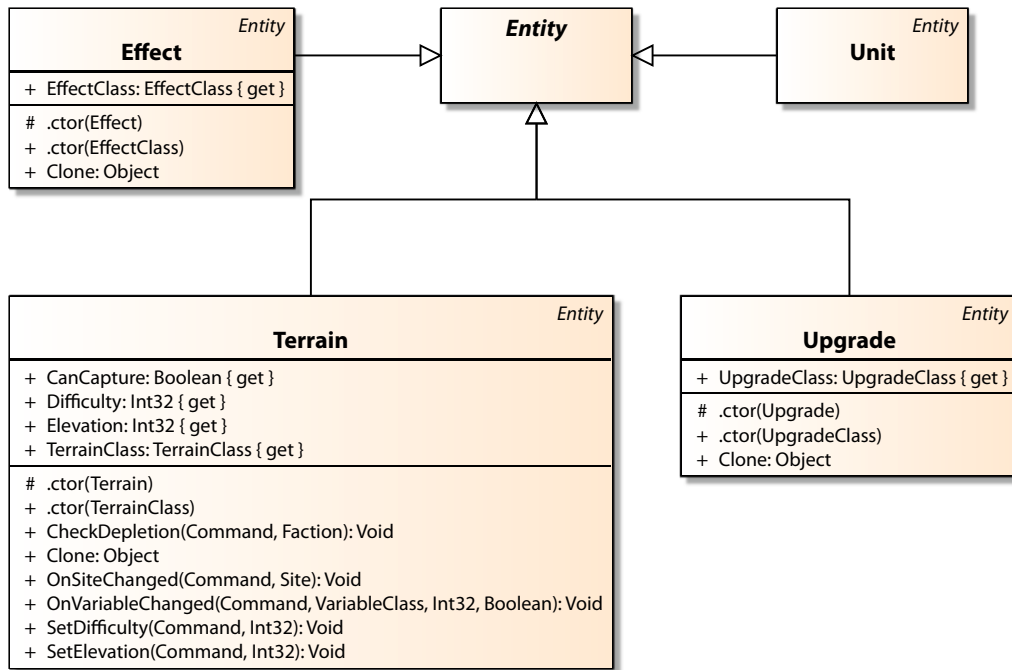 Entity
Effect
+ EffectClass: EffectClass { get }
# .ctor(Effect)
+ .ctor(EffectClass)
+ Clone: Object
Entity
Entity
Unit
Entity
Terrain
+ CanCapture: Boolean { get }
+ Difficulty: Int32 { get }
+ Elevation: Int32 { get }
+ TerrainClass: TerrainClass { get }
# .ctor(Terrain)
+ .ctor(TerrainClass)
+ CheckDepletion(Command, Faction): Void
+ Clone: Object
+ OnSiteChanged(Command, Site): Void
+ OnVariableChanged(Command, VariableClass, Int32, Boolean): Void
+ SetDifficulty(Command, Int32): Void
+ SetElevation(Command, Int32): Void
Entity
Upgrade
+ UpgradeClass: UpgradeClass { get }
# .ctor(Upgrade)
+ .ctor(UpgradeClass)
+ Clone: Object